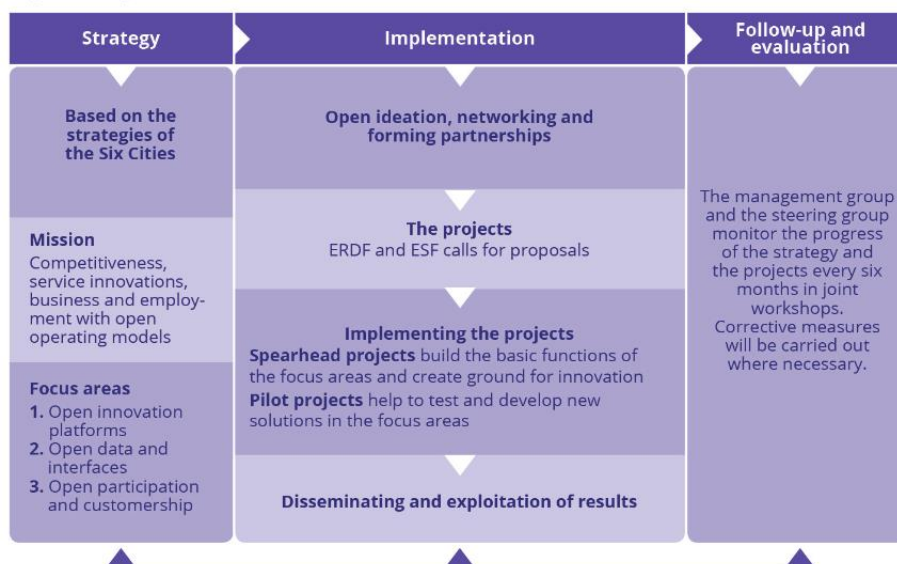 Strategy
Based on the
strategies of
the Six Cities
Mission
Competitiveness,
service innovations,
business and employ-
ment with open
operating models
Focus areas
1. Open innovation
platforms
2. Open data and
interfaces
3. Open participation
and customership
Implementation
Open ideation, networking and
forming partnerships
The projects
ERDF and ESF calls for proposals
Implementing the projects
Spearhead projects build the basic functions of
the focus areas and create ground for innovation
Pilot projects help to test and develop new
solutions in the focus areas
Disseminating and exploitation of results
Follow-up and
evaluation
The management group
and the steering group
monitor the progress
of the strategy and
the projects every six
months in joint
workshops.
Corrective measures
will be carried out
where necessary.